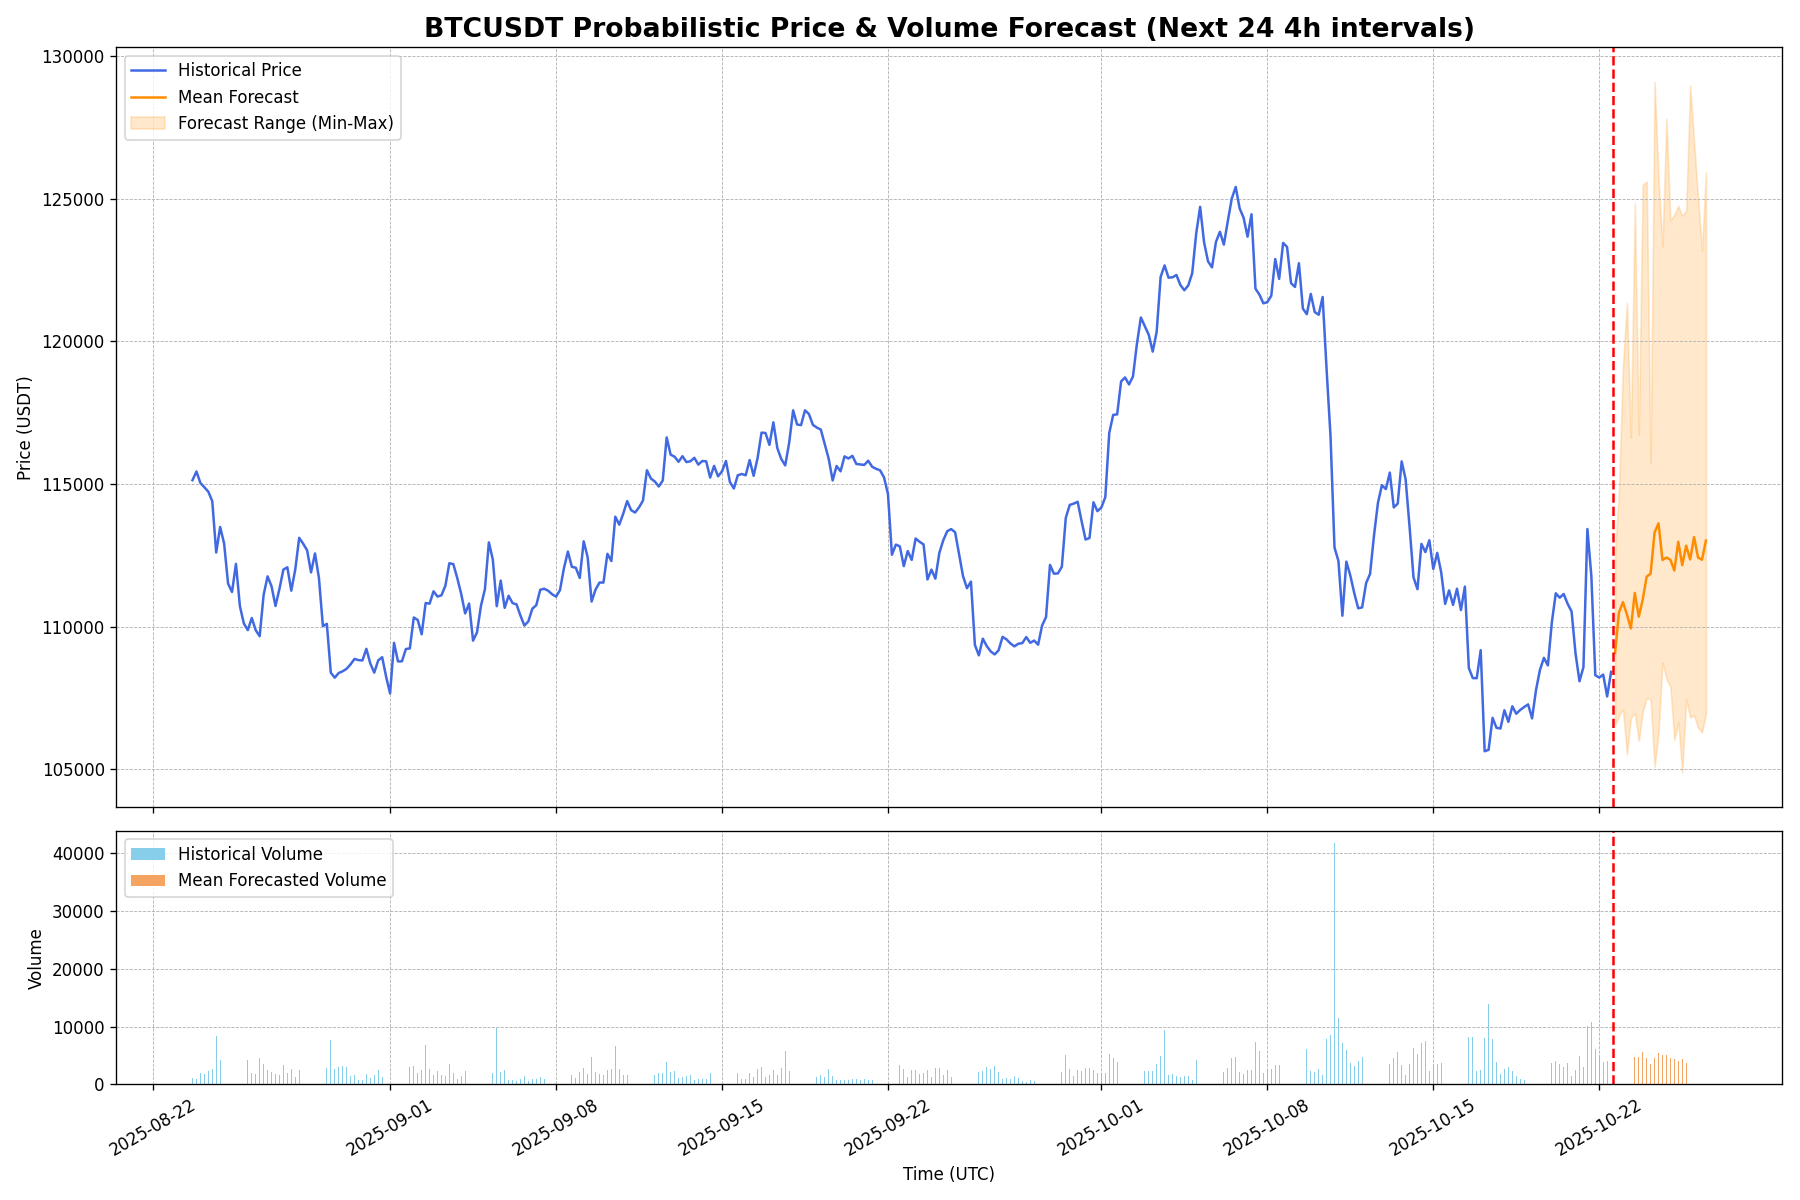 BTCUSDT Probabilistic Price & Volume Forecast (Next 24 4h intervals)
130000
125000
120000
115000
110000
105000
Price (USDT)
Historical Price
Mean Forecast
Forecast Range (Min-Max)
40000
30000
20000
10000
0
Volume
Historical Volume
Mean Forecasted Volume
2025-08-22
2025-09-01
2025-09-08
2025-09-15
2025-09-22
2025-10-01
2025-10-08
2025-10-15
2025-10-22
Time (UTC)